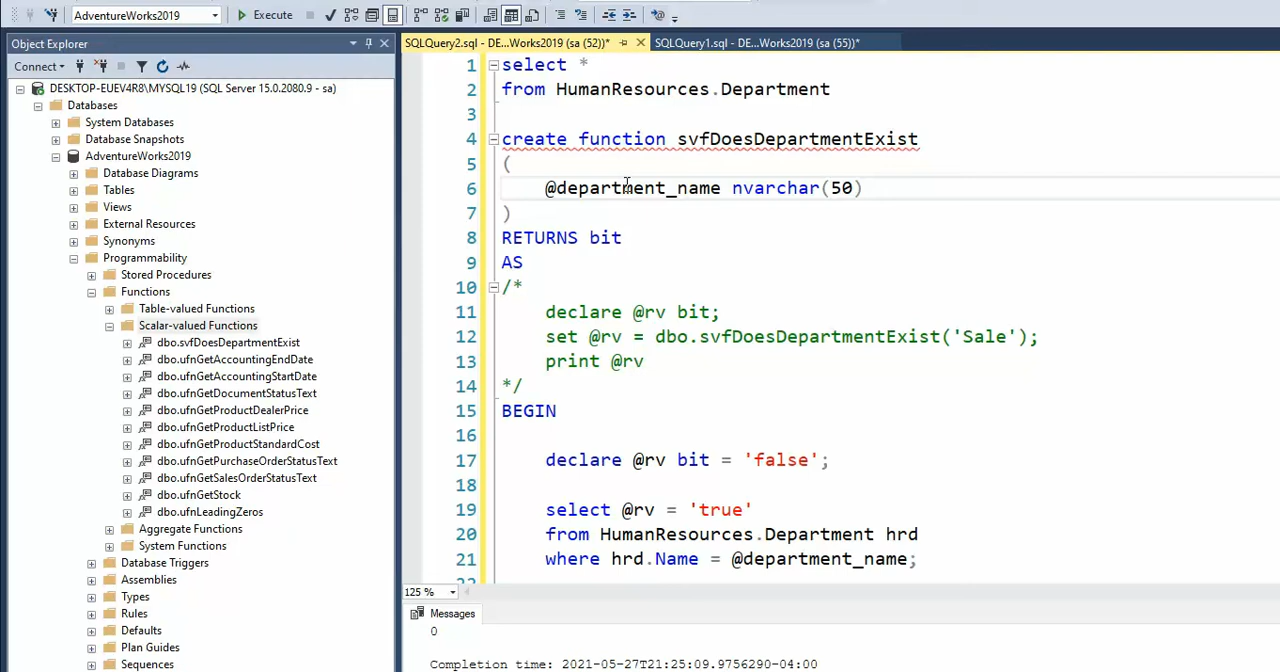 AdventureWorks2019
Execute
Object Explorer
SQLQuery2.sql - DE...Works2019 (sa (52))*
SQLQuery1.sql - DE...Works2019 (sa (55))*
Connect
DESKTOP-EUEV4R8\MYSQL19 (SQL Server 15.0.2080.9 - sa)
Databases
System Databases
Database Snapshots
AdventureWorks2019
Database Diagrams
Tables
Views
External Resources
Synonyms
Programmability
Stored Procedures
Functions
Table-valued Functions
Scalar-valued Functions
dbo.svfDoesDepartmentExist
dbo.ufnGetAccountingEndDate
dbo.ufnGetAccountingStartDate
dbo.ufnGetDocumentStatusText
dbo.ufnGetProductDealerPrice
dbo.ufnGetProductListPrice
dbo.ufnGetProductStandardCost
dbo.ufnGetPurchaseOrderStatusText
dbo.ufnGetSalesOrderStatusText
dbo.ufnGetStock
dbo.ufnLeadingZeros
Aggregate Functions
System Functions
Database Triggers
Assemblies
Types
Rules
Defaults
Plan Guides
Sequences
1 select *
2 from HumanResources.Department
3
4 create function svfDoesDepartmentExist
5 (
6 @department_name nvarchar(50)
7 )
8 RETURNS bit
9 AS
10 /*
11 declare @rv bit;
12 set @rv = dbo.svfDoesDepartmentExist('Sale');
13 print @rv
14 */
15 BEGIN
16
17 declare @rv bit = 'false';
18
19 select @rv = 'true'
20 from HumanResources.Department hrd
21 where hrd.Name = @department_name;
125 %
Messages
0
Completion time: 2021-05-27T21:25:09.9756290-04:00